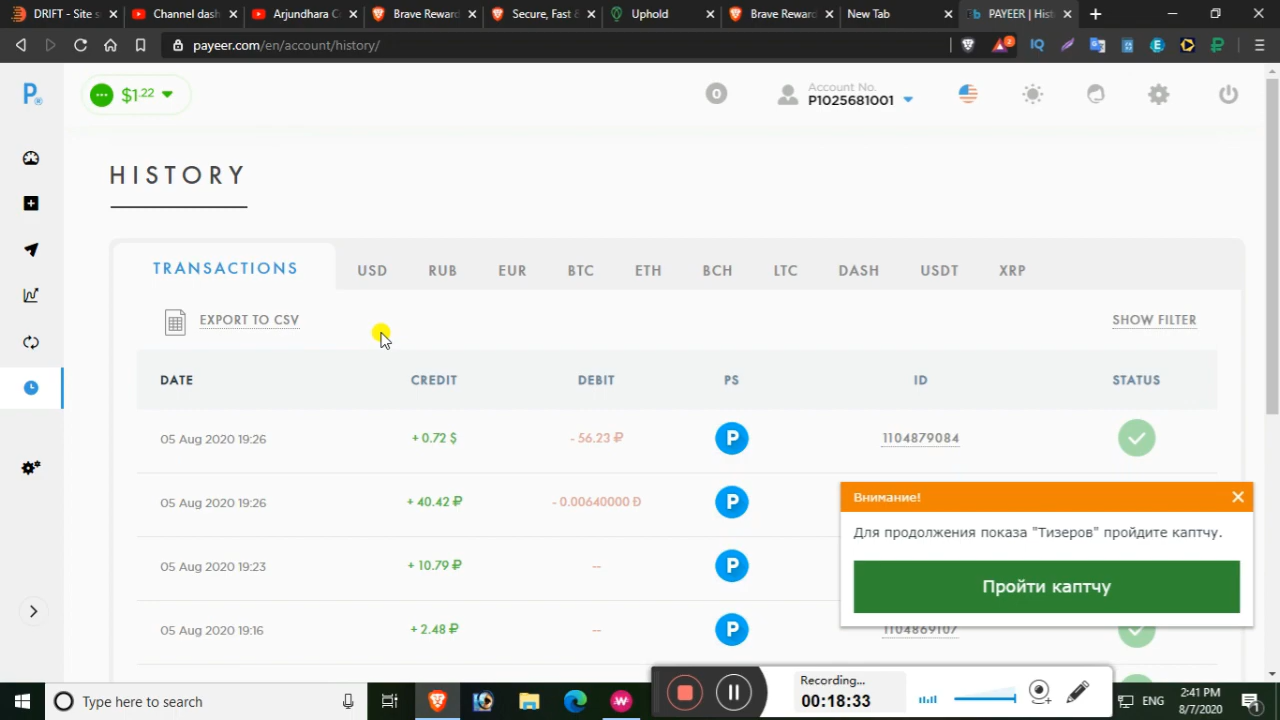 DRIFT - Site s
Channel dash
Arjundhara C
Brave Reward
Secure, Fast &
Uphold
Brave Reward
New Tab
PAYEER | Hist
payeer.com/en/account/history/
2
IQ
$1.22
0
Account No.
P1025681001
HISTORY
TRANSACTIONS
USD
RUB
EUR
BTC
ETH
BCH
LTC
DASH
USDT
XRP
EXPORT TO CSV
SHOW FILTER
DATE CREDIT DEBIT PS ID STATUS
05 Aug 2020 19:26 + 0.72 $ - 56.23 ₽ P 1104879084
05 Aug 2020 19:26 + 40.42 ₽ - 0.00640000 Đ P
05 Aug 2020 19:23 + 10.79 ₽ -- P
05 Aug 2020 19:16 + 2.48 ₽ -- P 1104869107
Внимание!
Для продолжения показа "Тизеров" пройдите каптчу.
Пройти каптчу
Recording...
00:18:33
Type here to search
ENG
2:41 PM
8/7/2020
1